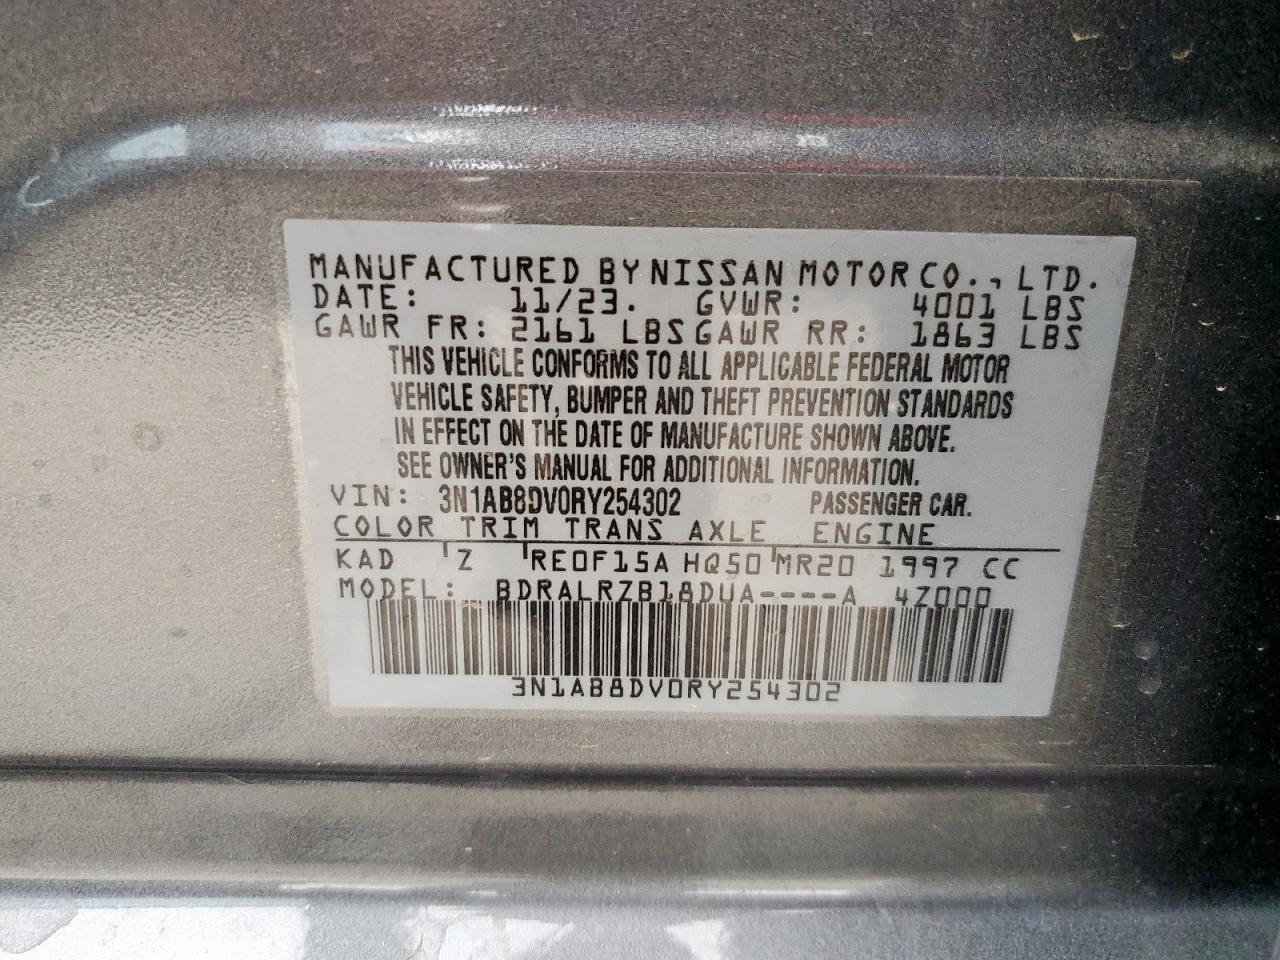 MANUFACTURED BY NISSAN MOTOR CO., LTD.
DATE: 11/23. GVWR: 4001 LBS
GAWR FR: 2161 LBS GAWR RR: 1863 LBS
THIS VEHICLE CONFORMS TO ALL APPLICABLE FEDERAL MOTOR
VEHICLE SAFETY, BUMPER AND THEFT PREVENTION STANDARDS
IN EFFECT ON THE DATE OF MANUFACTURE SHOWN ABOVE.
SEE OWNER'S MANUAL FOR ADDITIONAL INFORMATION.
VIN: 3N1AB8DV0RY254302 PASSENGER CAR.
COLOR TRIM TRANS AXLE ENGINE
KAD Z RE0F15A HQ50 MR20 1997 CC
MODEL: BDRALRZB18DUA----A 4Z000
3N1AB8DV0RY254302